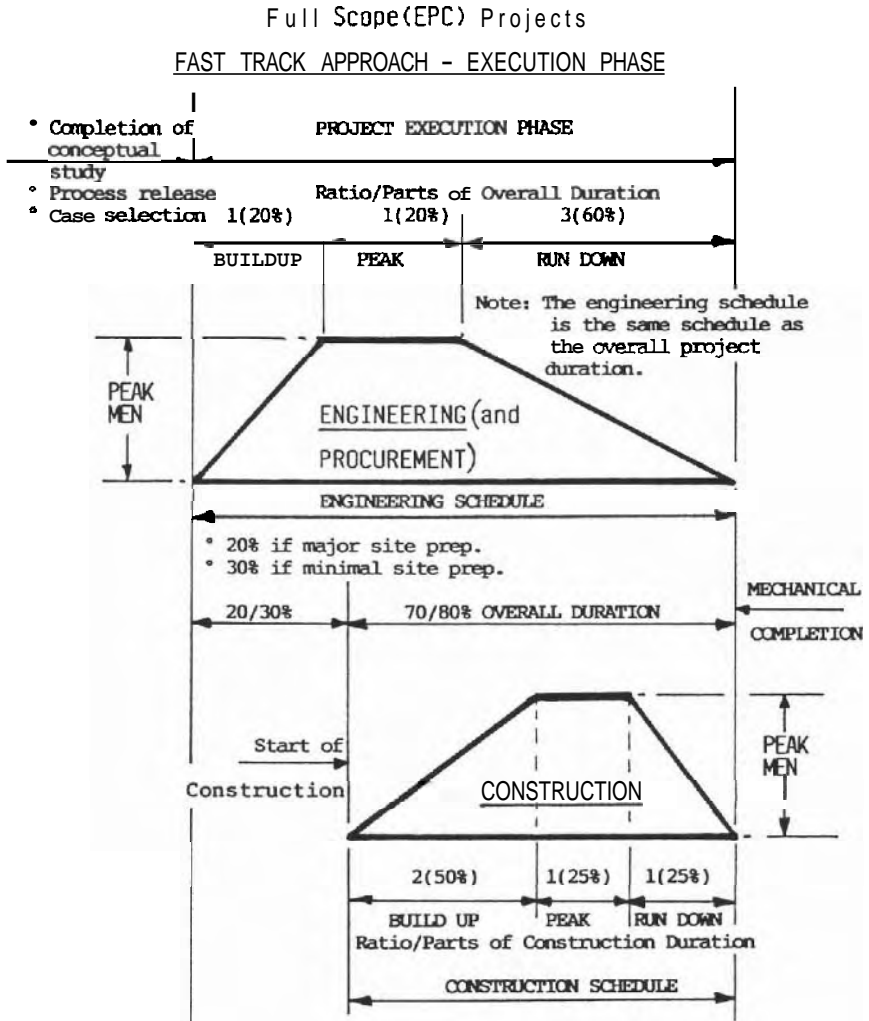 Full Scope(EPC) Projects
FAST TRACK APPROACH - EXECUTION PHASE
° Completion of conceptual study
PROJECT EXECUTION PHASE
° Process release
° Case selection
Ratio/Parts of Overall Duration
1(20%) 1(20%) 3(60%)
BUILDUP PEAK RUN DOWN
Note: The engineering schedule
is the same schedule as
the overall project
duration.
PEAK
MEN
ENGINEERING (and
PROCUREMENT)
ENGINEERING SCHEDULE
° 20% if major site prep.
° 30% if minimal site prep.
MECHANICAL
COMPLETION
20/30% 70/80% OVERALL DURATION
Start of
Construction
CONSTRUCTION
PEAK
MEN
2(50%) 1(25%) 1(25%)
BUILD UP PEAK RUN DOWN
Ratio/Parts of Construction Duration
CONSTRUCTION SCHEDULE